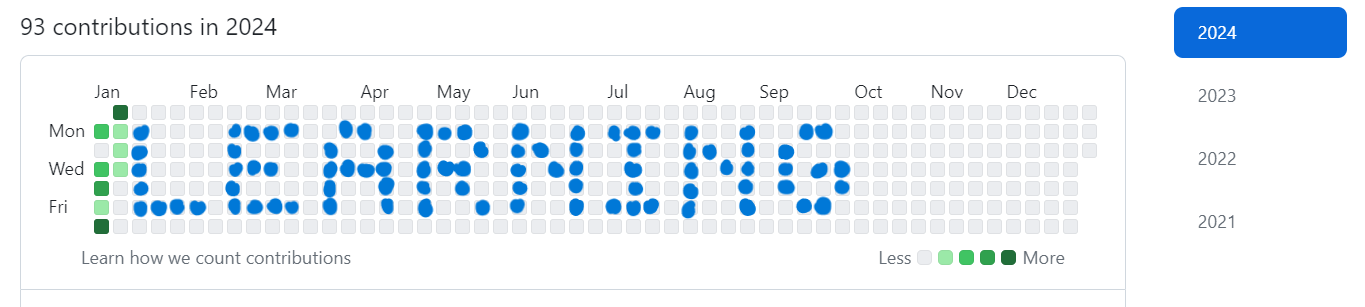 93 contributions in 2024
Jan Feb Mar Apr May Jun Jul Aug Sep Oct Nov Dec
Mon
Wed
Fri
LEARNING
Learn how we count contributions
Less More
2024
2023
2022
2021